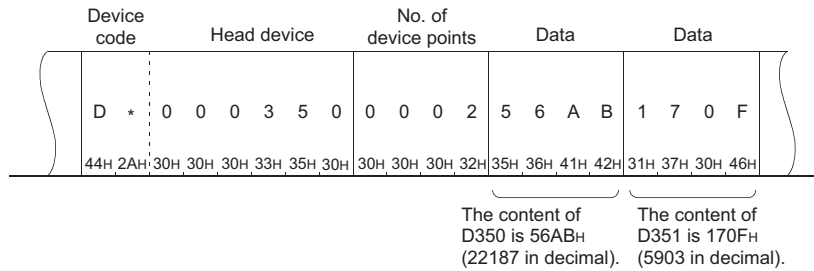 Device code Head device No. of device points Data Data
D * 0 0 0 3 5 0 0 0 0 2 5 6 A B 1 7 0 F
44H 2AH 30H 30H 30H 33H 35H 30H 30H 30H 30H 32H 35H 36H 41H 42H 31H 37H 30H 46H
The content of
D350 is 56ABH
(22187 in decimal).
The content of
D351 is 170FH
(5903 in decimal).